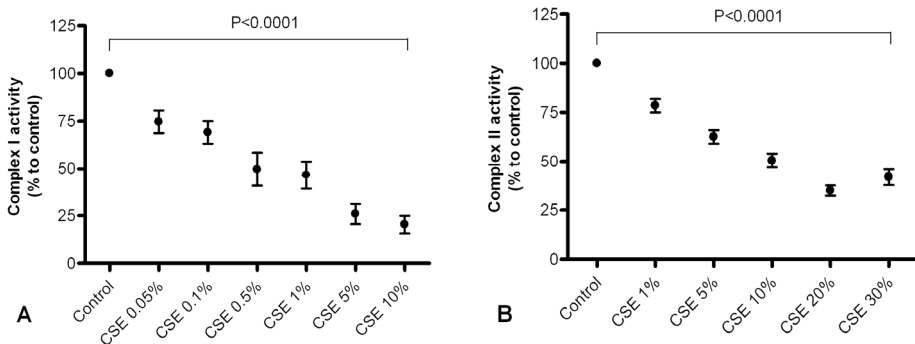 P<0.0001
125
100
75
50
25
0
Complex I activity
(% to control)
Control
CSE 0.05%
CSE 0.1%
CSE 0.5%
CSE 1%
CSE 5%
CSE 10%
A
P<0.0001
125
100
75
50
25
0
Complex II activity
(% to control)
Control
CSE 1%
CSE 5%
CSE 10%
CSE 20%
CSE 30%
B